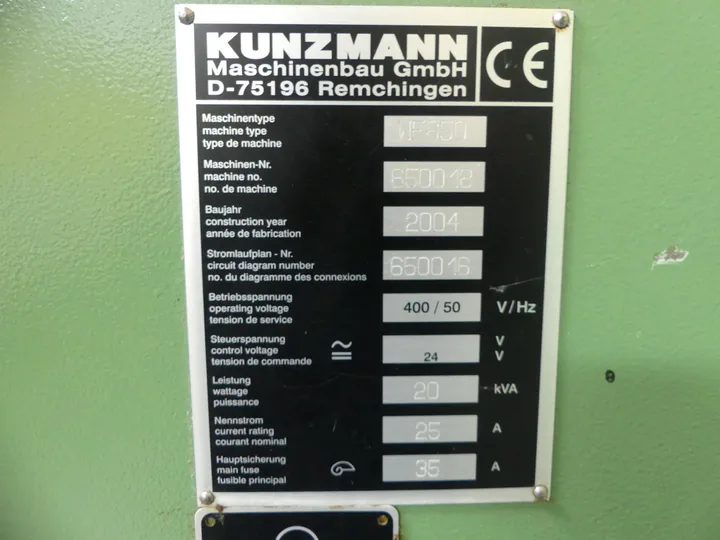 KUNZMANN
Maschinenbau GmbH
D-75196 Remchingen
CE
Maschinentype
machine type
type de machine
Maschinen-Nr.
machine no.
no. de machine
650018
Baujahr
construction year
année de fabrication
2004
Stromlaufplan - Nr.
circuit diagram number
no. du diagramme des connexions
650016
Betriebsspannung
operating voltage
tension de service
400 / 50 V/Hz
Steuerspannung
control voltage
tension de commande
≅ 24 V
V
Leistung
wattage
puissance
20 kVA
Nennstrom
current rating
courant nominal
25 A
Hauptsicherung
main fuse
fusible principal
35 A